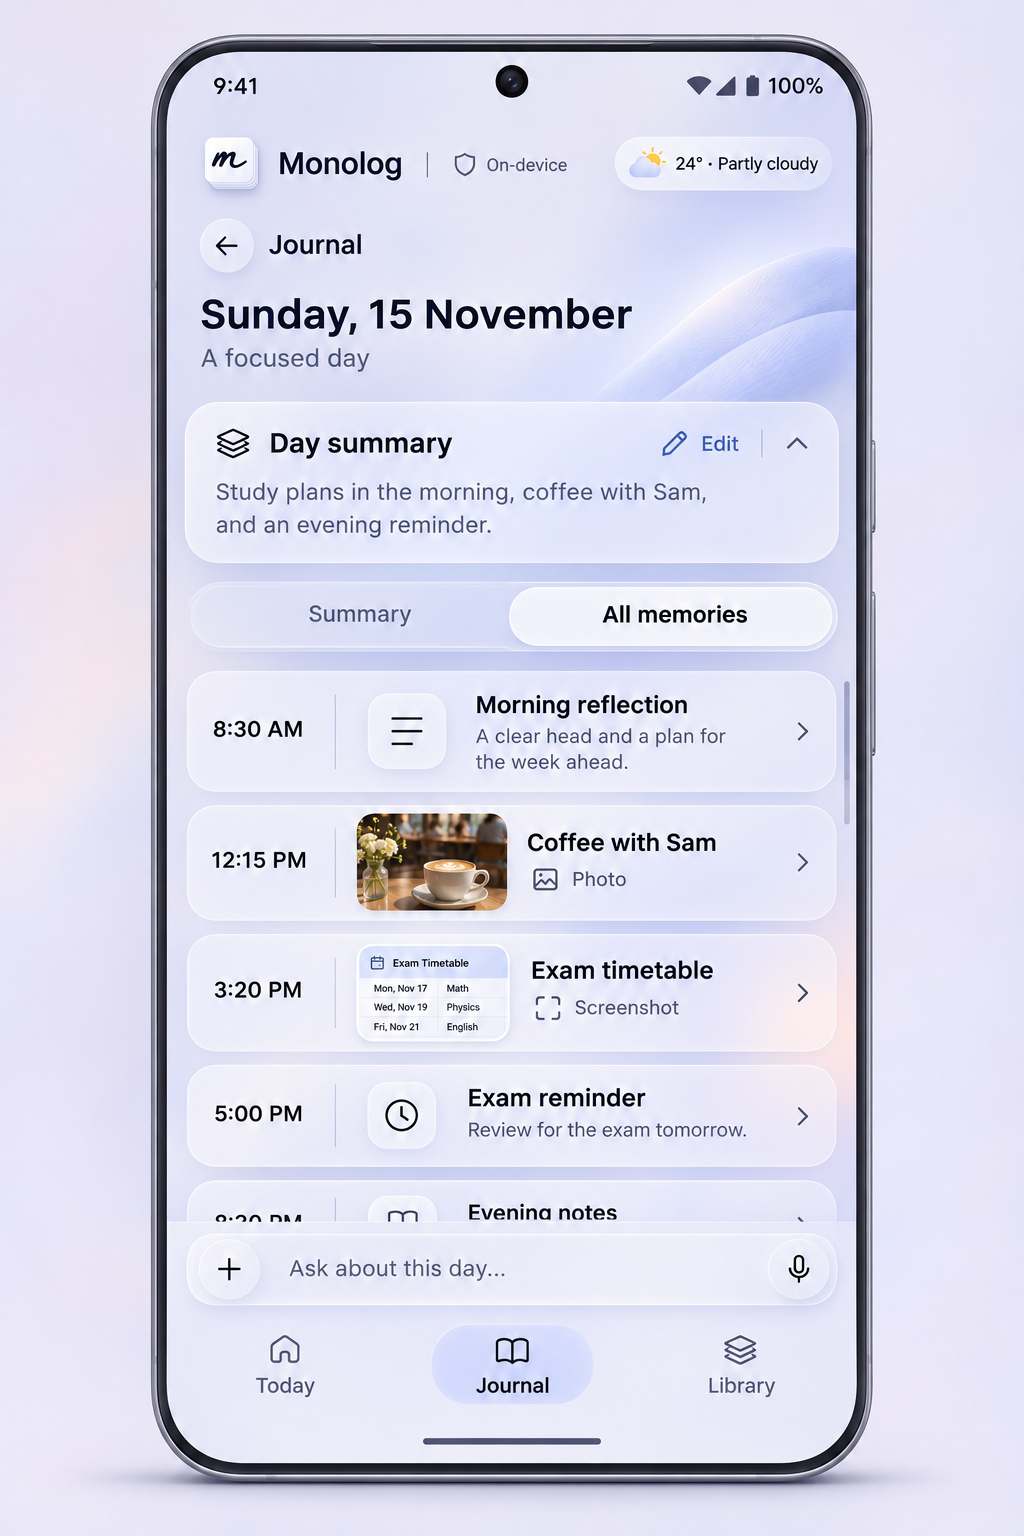 9:41
100%
m
Monolog
On-device
24° · Partly cloudy
Journal
Sunday, 15 November
A focused day
Day summary
Edit
Study plans in the morning, coffee with Sam,
and an evening reminder.
Summary
All memories
8:30 AM
Morning reflection
A clear head and a plan for
the week ahead.
12:15 PM
Coffee with Sam
Photo
3:20 PM
Exam Timetable
Mon, Nov 17 Math
Wed, Nov 19 Physics
Fri, Nov 21 English
Exam timetable
Screenshot
5:00 PM
Exam reminder
Review for the exam tomorrow.
8:30 PM
Evening notes
Ask about this day...
Today
Journal
Library